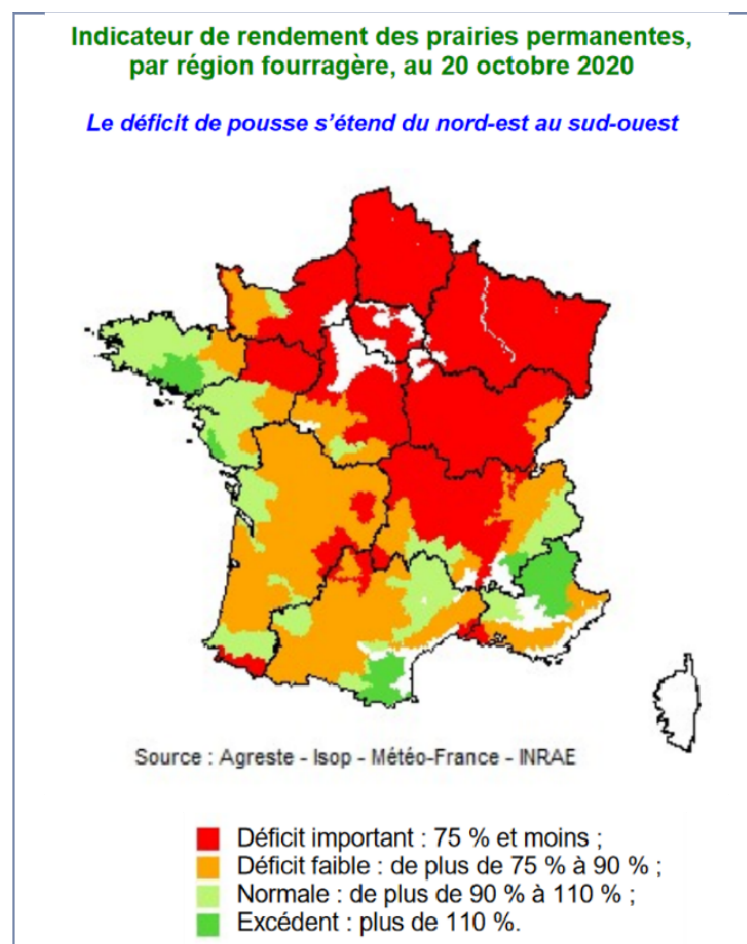 Indicateur de rendement des prairies permanentes,
par région fourragère, au 20 octobre 2020
Le déficit de pousse s’étend du nord-est au sud-ouest
Source : Agreste - Isop - Météo-France - INRAE
Déficit important : 75 % et moins ;
Déficit faible : de plus de 75 % à 90 % ;
Normale : de plus de 90 % à 110 % ;
Excédent : plus de 110 %.